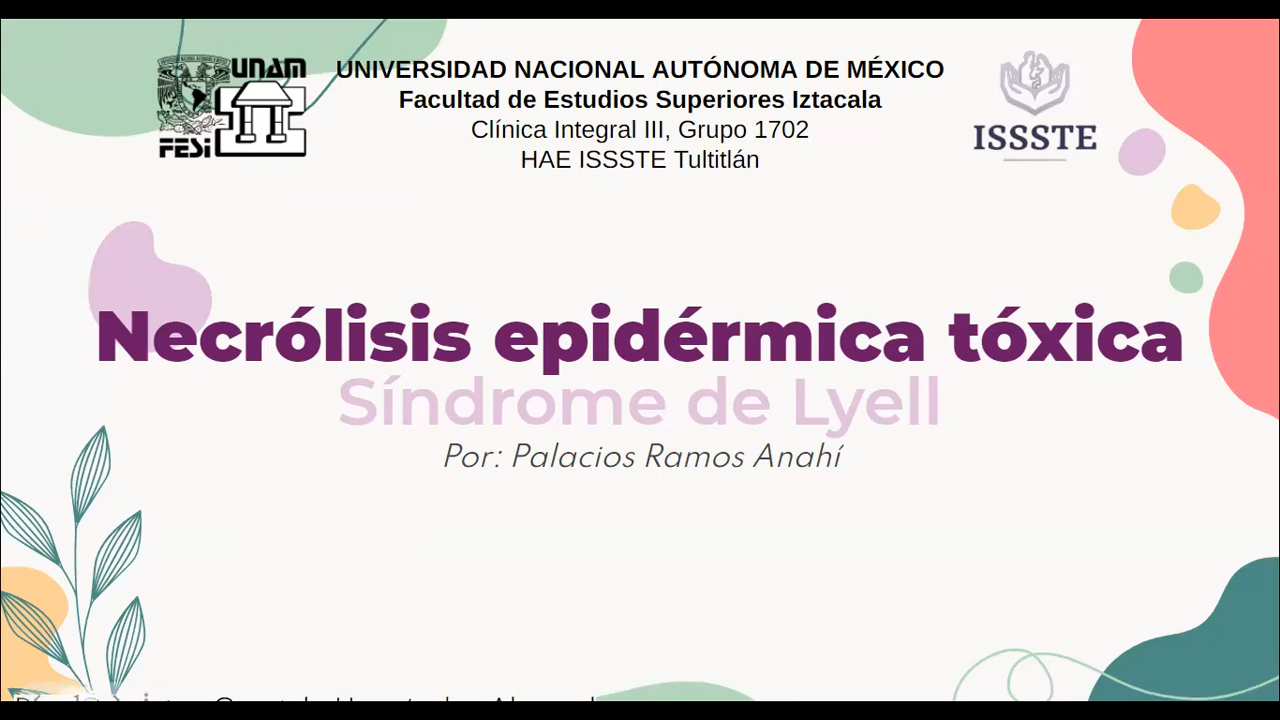 UNAM
FESi
UNIVERSIDAD NACIONAL AUTÓNOMA DE MÉXICO
Facultad de Estudios Superiores Iztacala
Clínica Integral III, Grupo 1702
HAE ISSSTE Tultitlán
ISSSTE
Necrólisis epidérmica tóxica
Síndrome de Lyell
Por: Palacios Ramos Anahí